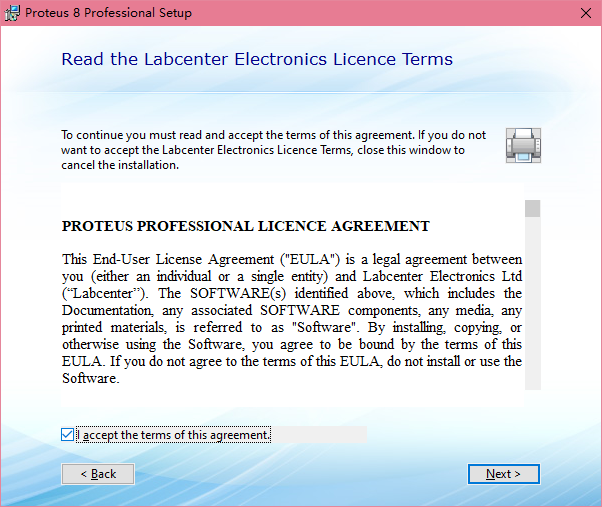 Proteus 8 Professional Setup
Read the Labcenter Electronics Licence Terms
To continue you must read and accept the terms of this agreement. If you do not
want to accept the Labcenter Electronics Licence Terms, close this window to
cancel the installation.
PROTEUS PROFESSIONAL LICENCE AGREEMENT
This End-User License Agreement ("EULA") is a legal agreement between
you (either an individual or a single entity) and Labcenter Electronics Ltd
(“Labcenter”). The SOFTWARE(s) identified above, which includes the
Documentation, any associated SOFTWARE components, any media, any
printed materials, is referred to as "Software". By installing, copying, or
otherwise using the Software, you agree to be bound by the terms of this
EULA. If you do not agree to the terms of this EULA, do not install or use the
Software.
I accept the terms of this agreement.
< Back
Next >